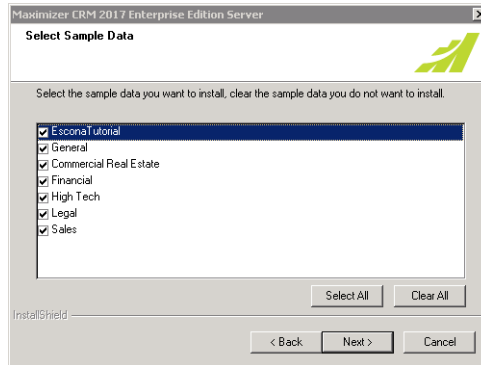 Maximizer CRM 2017 Enterprise Edition Server
Select Sample Data
Select the sample data you want to install, clear the sample data you do not want to install.
EsconaTutorial
General
Commercial Real Estate
Financial
High Tech
Legal
Sales
Select All Clear All
InstallShield
< Back Next > Cancel